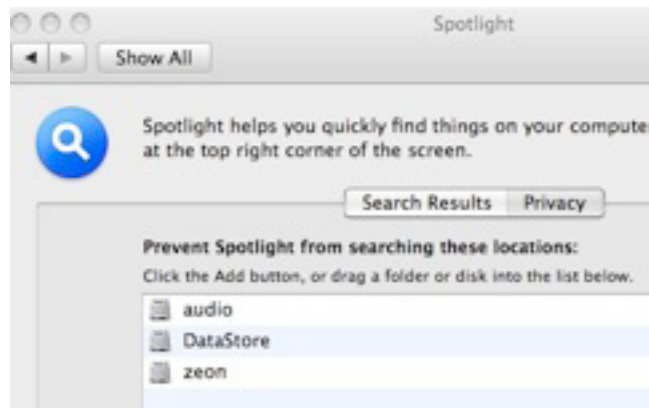 Spotlight
Show All
Spotlight helps you quickly find things on your compute
at the top right corner of the screen.
Search Results Privacy
Prevent Spotlight from searching these locations:
Click the Add button, or drag a folder or disk into the list below.
audio
DataStore
zeon